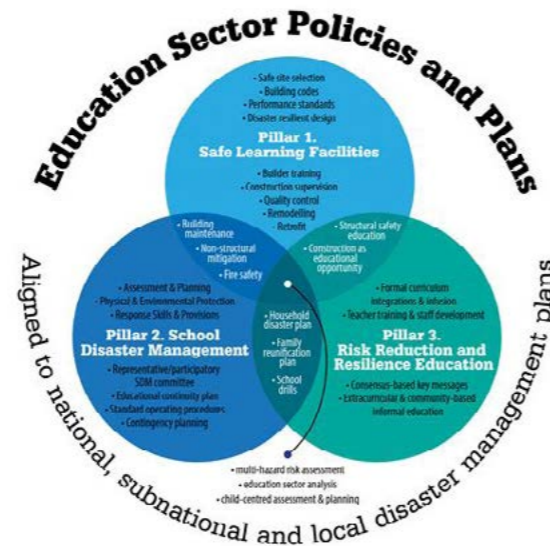 Education Sector Policies and Plans
• Safe site selection
• Building codes
• Performance standards
• Disaster resilient design
Pillar 1.
Safe Learning Facilities
• Builder training
• Construction supervision
• Quality control
• Remodelling
• Retrofit
• Building
maintenance
• Non-structural
mitigation
• Fire safety
• Structural safety
education
• Construction as
educational
opportunity
• Assessment & Planning
• Physical & Environmental Protection
• Response Skills & Provisions
Pillar 2. School
Disaster Management
• Representative/participatory
SDM committee
• Educational continuity plan
• Standard operating procedures
• Contingency planning
• Household
disaster plan
• Family
reunification
plan
• School
drills
• Formal curriculum
integrations & infusion
• Teacher training & staff development
Pillar 3.
Risk Reduction and
Resilience Education
• Consensus-based key messages
• Extracurricular & community-based
informal education
• multi-hazard risk assessment
• education sector analysis
• child-centred assessment & planning
Aligned to national, subnational and local disaster management plans